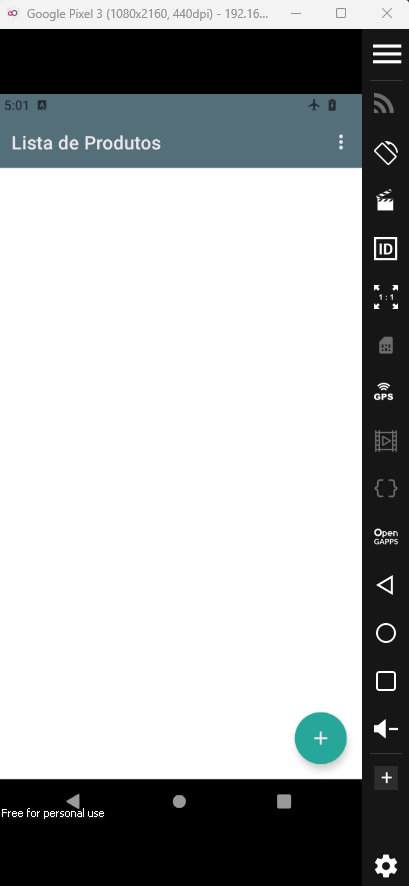 Google Pixel 3 (1080x2160, 440dpi) - 192.16...
5:01
A
Lista de Produtos
ID
1 : 1
GPS
Open
GAPPS
Free for personal use